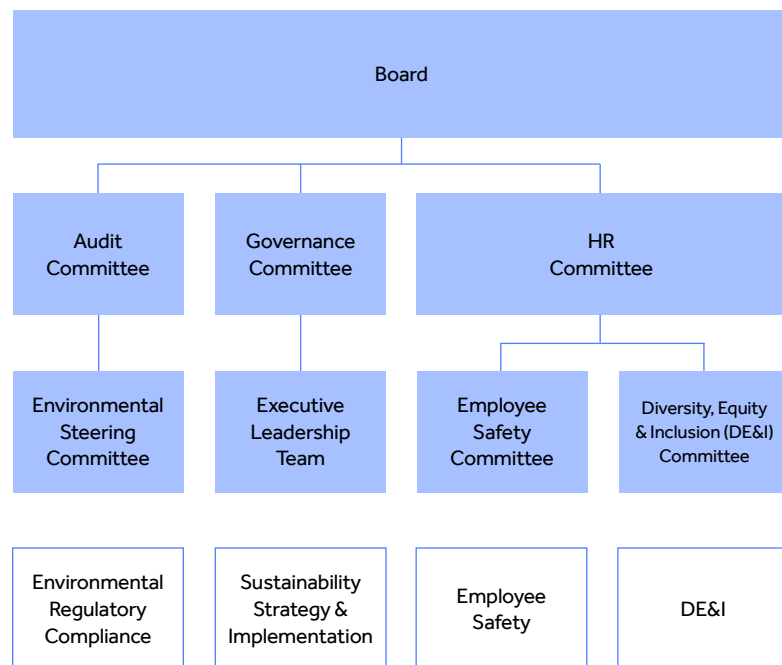 Board
Audit
Committee
Governance
Committee
HR
Committee
Environmental
Steering
Committee
Executive
Leadership
Team
Employee
Safety
Committee
Diversity, Equity
& Inclusion (DE&I)
Committee
Environmental
Regulatory
Compliance
Sustainability
Strategy &
Implementation
Employee
Safety
DE&I